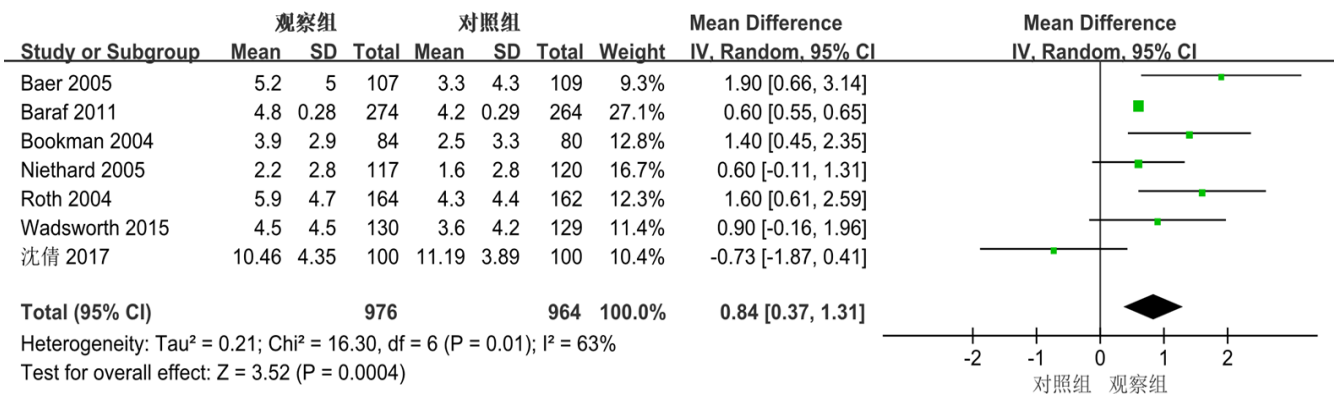 观察组 对照组 Mean Difference Mean Difference
Study or Subgroup Mean SD Total Mean SD Total Weight IV, Random, 95% CI IV, Random, 95% CI
Baer 2005 5.2 5 107 3.3 4.3 109 9.3% 1.90 [0.66, 3.14]
Baraf 2011 4.8 0.28 274 4.2 0.29 264 27.1% 0.60 [0.55, 0.65]
Bookman 2004 3.9 2.9 84 2.5 3.3 80 12.8% 1.40 [0.45, 2.35]
Niethard 2005 2.2 2.8 117 1.6 2.8 120 16.7% 0.60 [-0.11, 1.31]
Roth 2004 5.9 4.7 164 4.3 4.4 162 12.3% 1.60 [0.61, 2.59]
Wadsworth 2015 4.5 4.5 130 3.6 4.2 129 11.4% 0.90 [-0.16, 1.96]
沈倩 2017 10.46 4.35 100 11.19 3.89 100 10.4% -0.73 [-1.87, 0.41]
Total (95% CI) 976 964 100.0% 0.84 [0.37, 1.31]
Heterogeneity: Tau² = 0.21; Chi² = 16.30, df = 6 (P = 0.01); I² = 63%
Test for overall effect: Z = 3.52 (P = 0.0004)
-2 -1 0 1 2
对照组 观察组